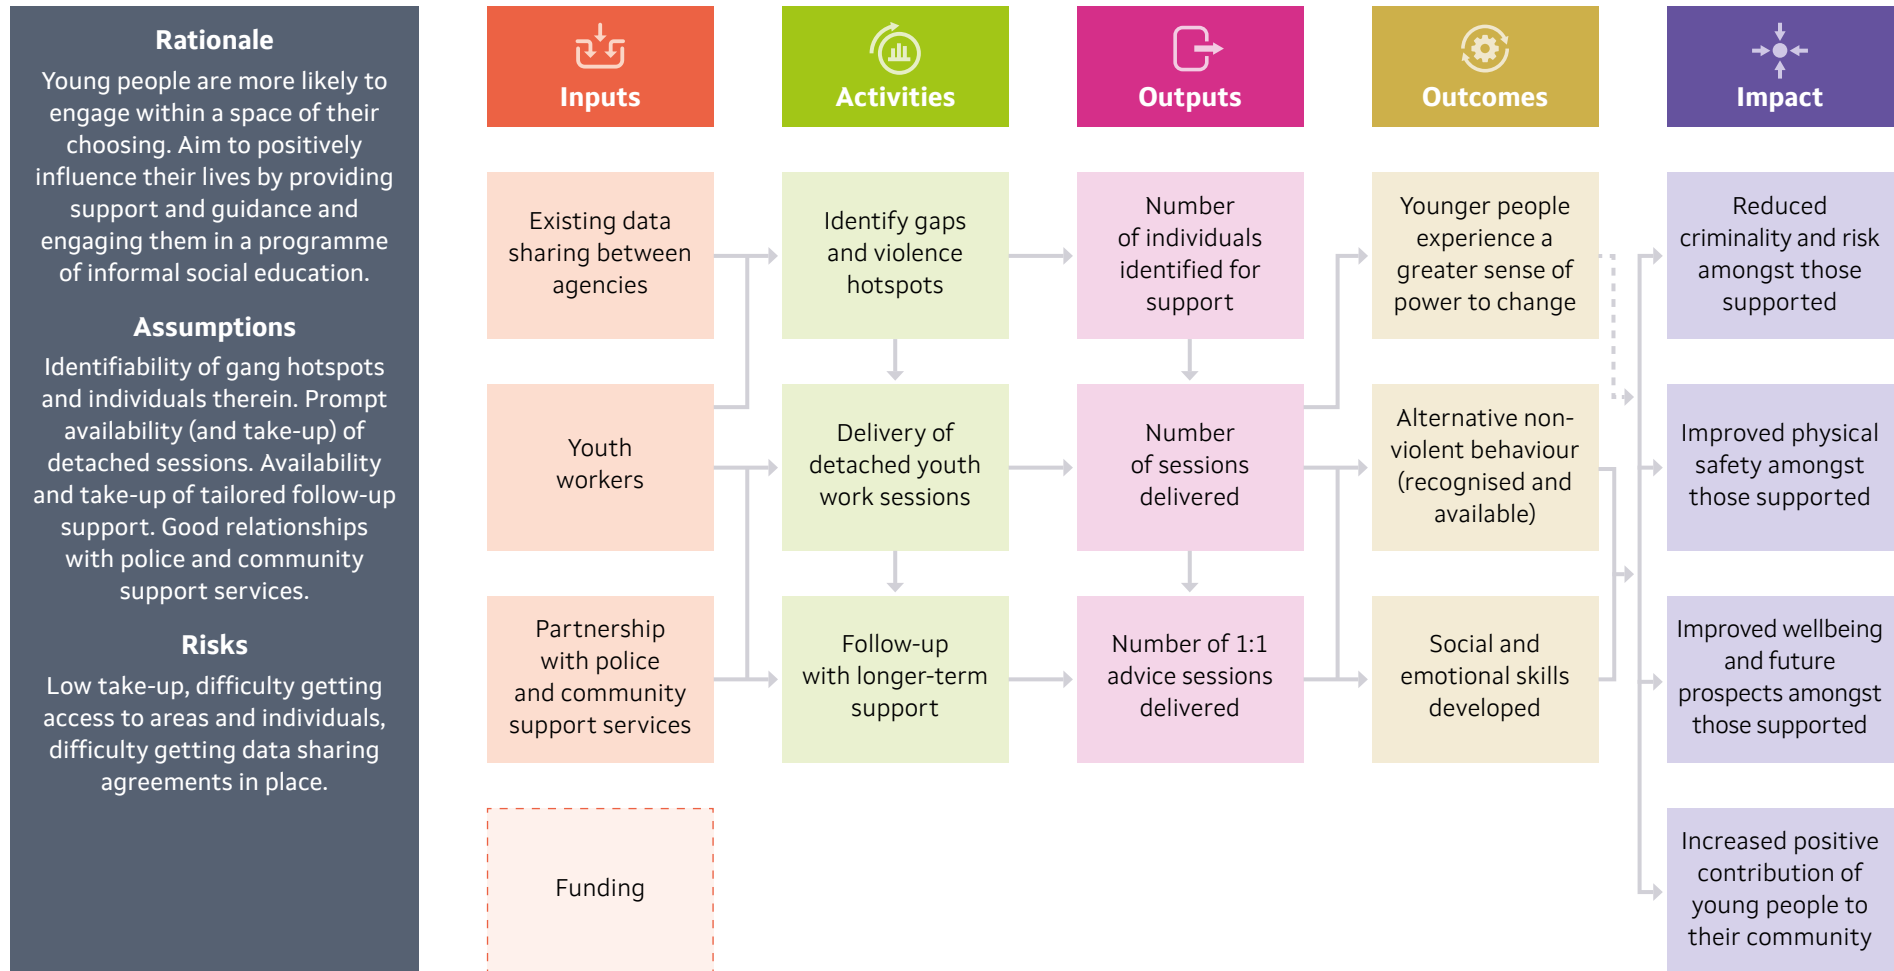 Rationale
Young people are more likely to
engage within a space of their
choosing. Aim to positively
influence their lives by providing
support and guidance and
engaging them in a programme
of informal social education.
Assumptions
Identifiability of gang hotspots
and individuals therein. Prompt
availability (and take-up) of
detached sessions. Availability
and take-up of tailored follow-up
support. Good relationships
with police and community
support services.
Risks
Low take-up, difficulty getting
access to areas and individuals,
difficulty getting data sharing
agreements in place.
Inputs
Existing data
sharing between
agencies
Youth
workers
Partnership
with police
and community
support services
Funding
Activities
Identify gaps
and violence
hotspots
Delivery of
detached youth
work sessions
Follow-up
with longer-term
support
Outputs
Number
of individuals
identified for
support
Number
of sessions
delivered
Number of 1:1
advice sessions
delivered
Outcomes
Younger people
experience a
greater sense of
power to change
Alternative non-
violent behaviour
(recognised and
available)
Social and
emotional skills
developed
Impact
Reduced
criminality and risk
amongst those
supported
Improved physical
safety amongst
those supported
Improved wellbeing
and future
prospects amongst
those supported
Increased positive
contribution of
young people to
their community